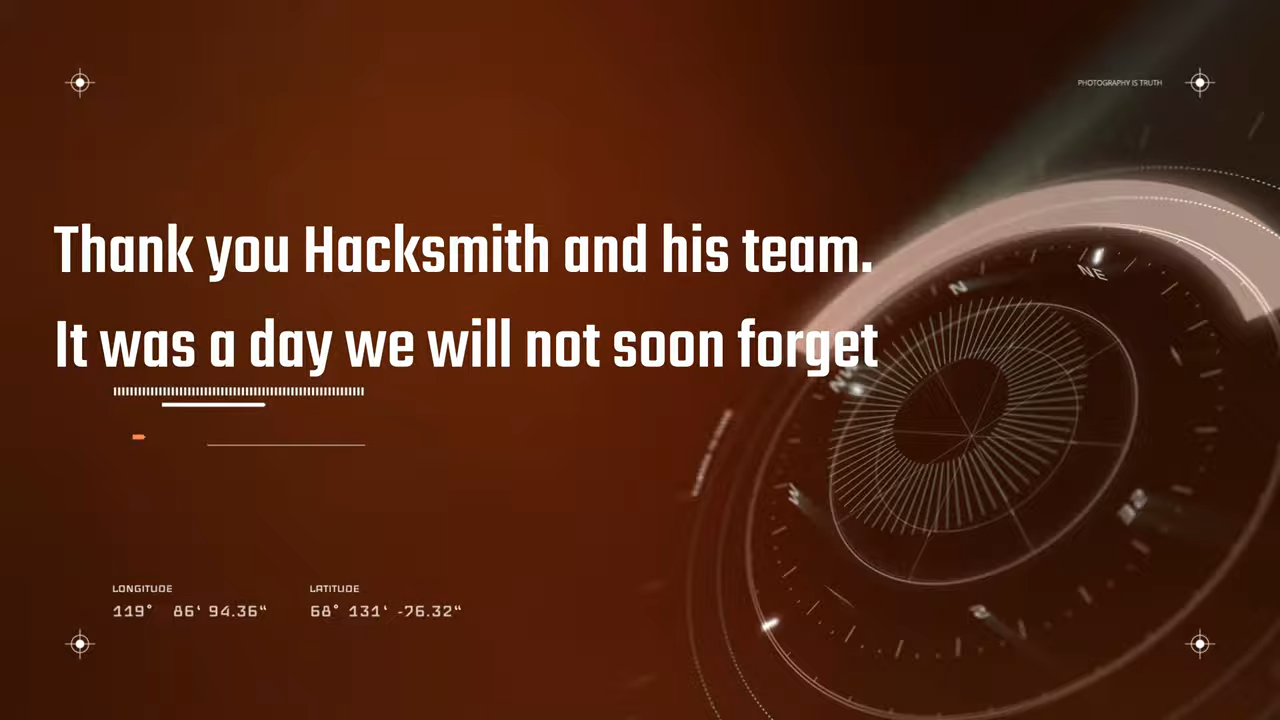 PHOTOGRAPHY IS TRUTH
Thank you Hacksmith and his team.
It was a day we will not soon forget
N
NE
LONGITUDE
119° 86‘ 94.36“
LATITUDE
68° 131‘ -76.32“